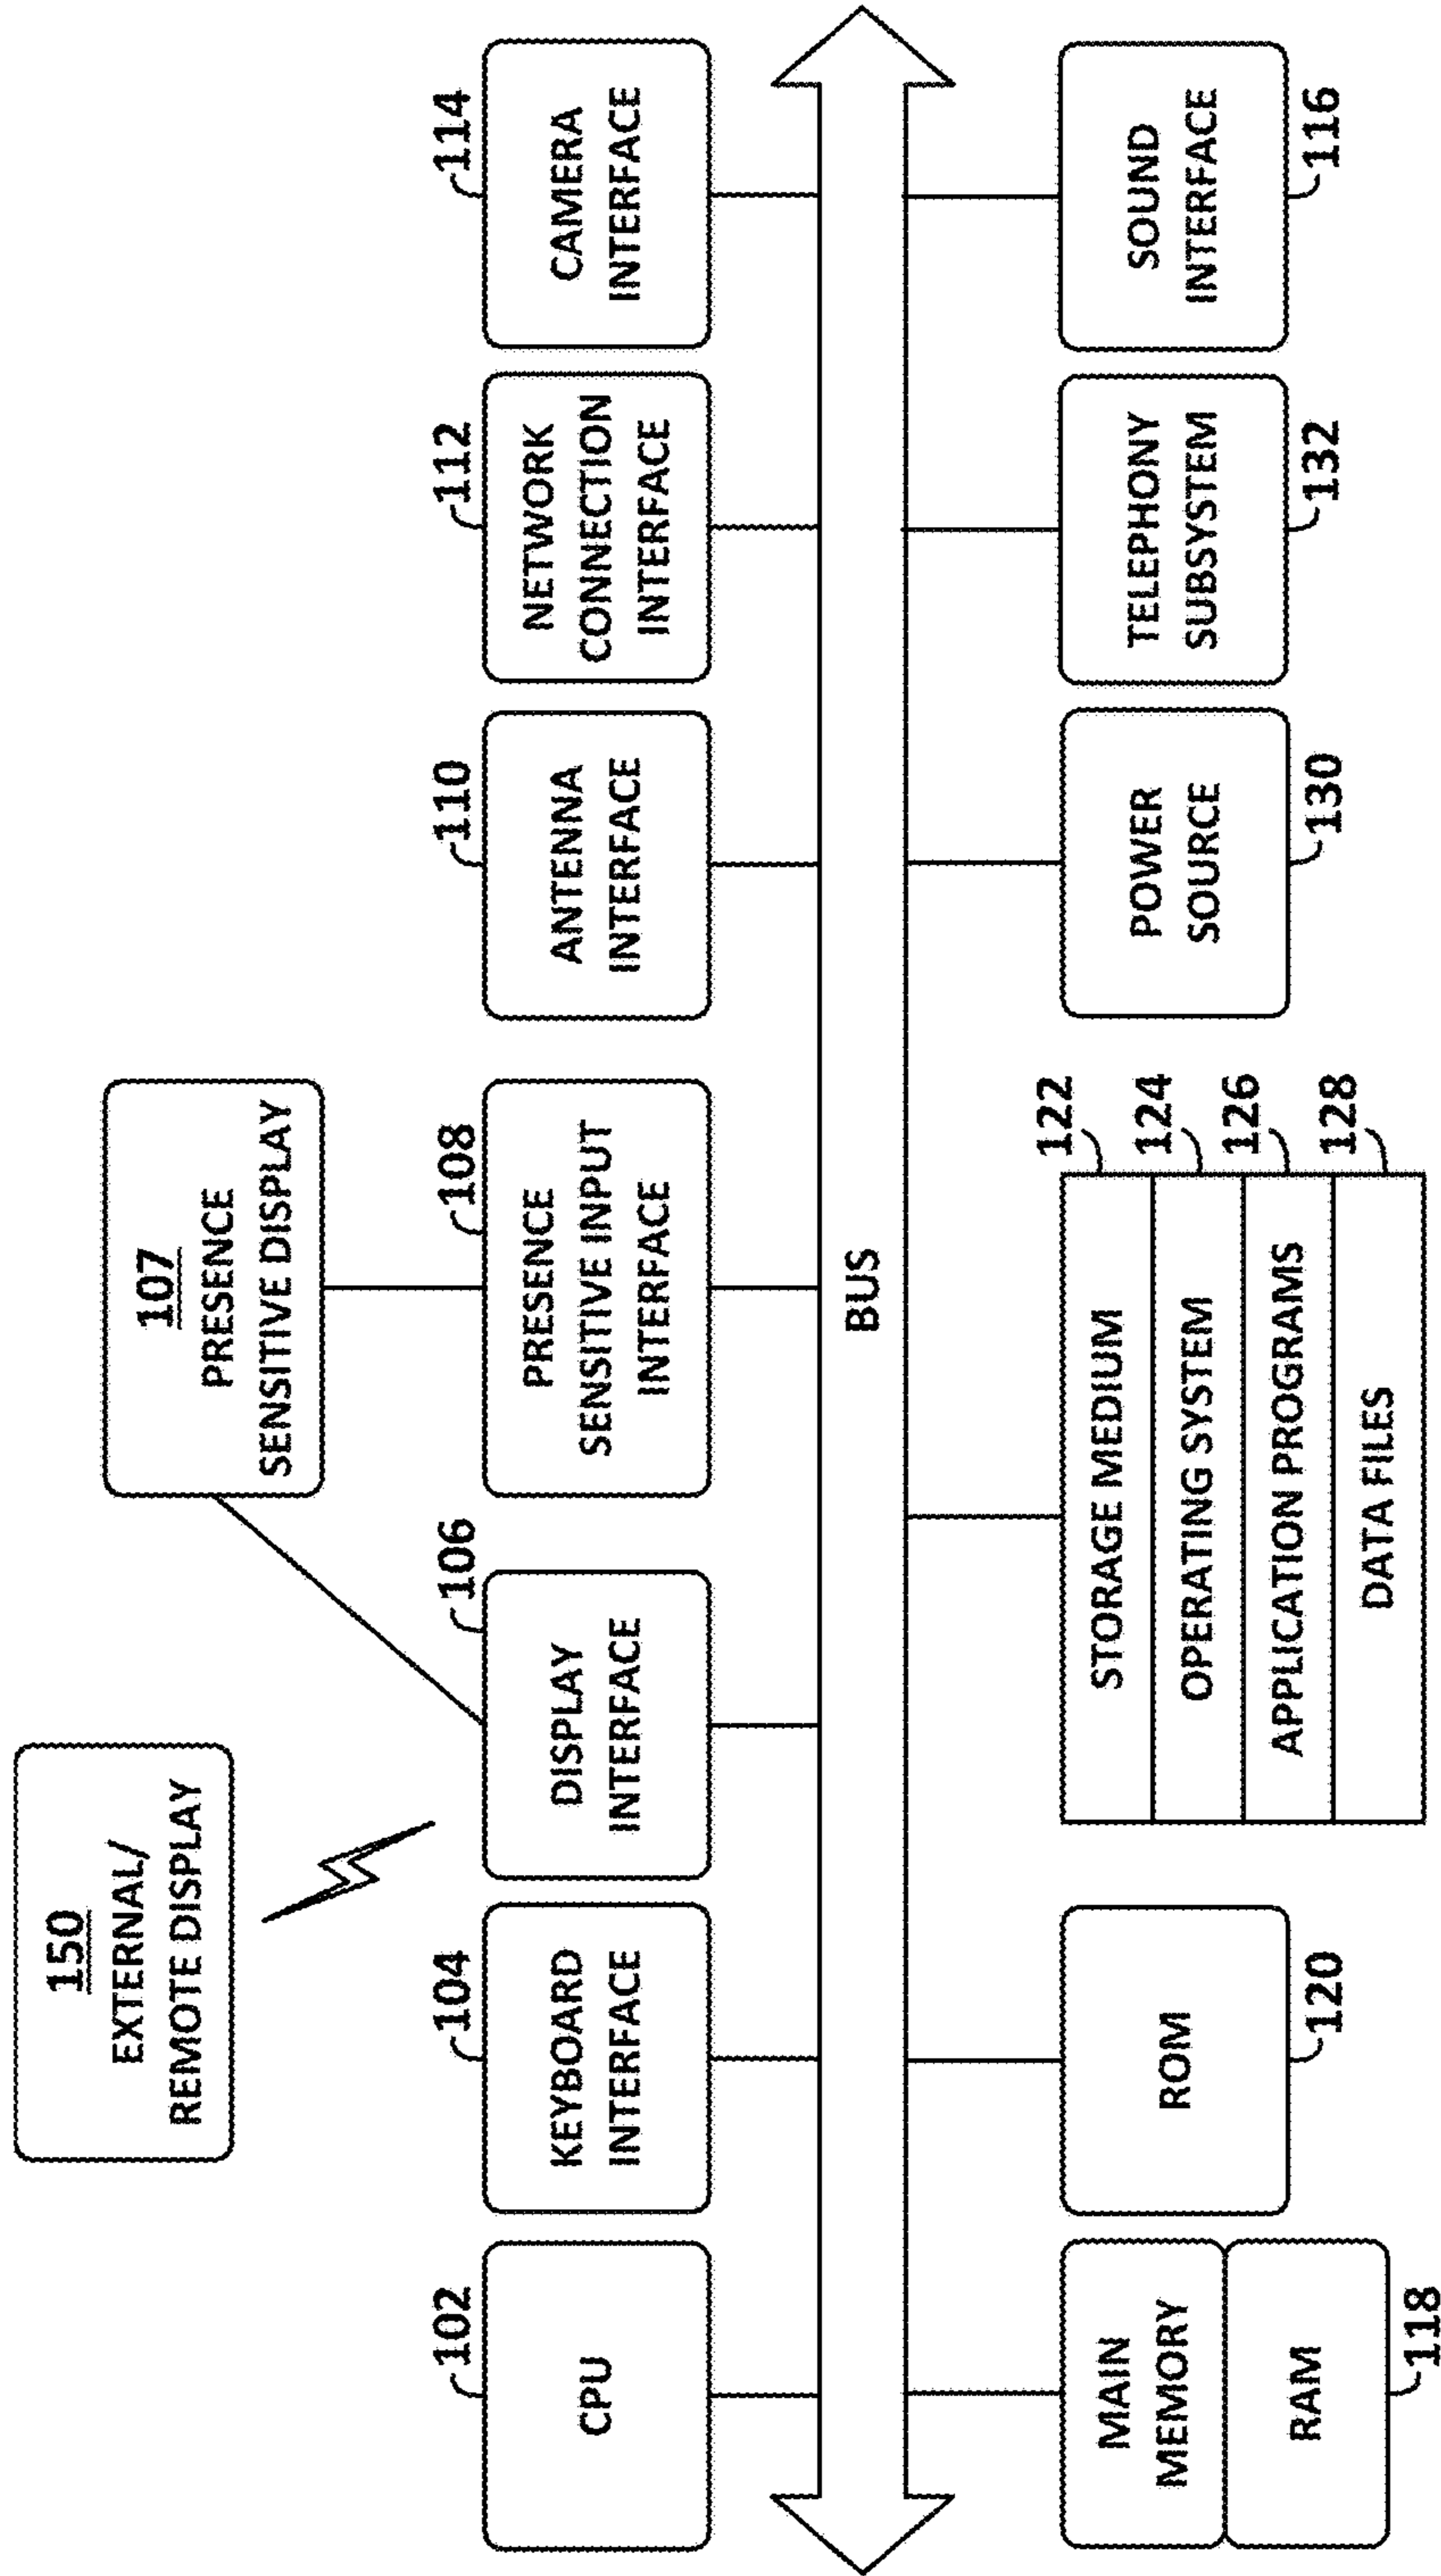 150
EXTERNAL/
REMOTE DISPLAY
107
PRESENCE
SENSITIVE DISPLAY
102
CPU
104
KEYBOARD
INTERFACE
106
DISPLAY
INTERFACE
108
PRESENCE
SENSITIVE INPUT
INTERFACE
110
ANTENNA
INTERFACE
112
NETWORK
CONNECTION
INTERFACE
114
CAMERA
INTERFACE
BUS
MAIN
MEMORY
RAM
118
ROM
120
STORAGE MEDIUM
122
OPERATING SYSTEM
124
APPLICATION PROGRAMS
126
DATA FILES
128
POWER
SOURCE
130
TELEPHONY
SUBSYSTEM
132
SOUND
INTERFACE
116